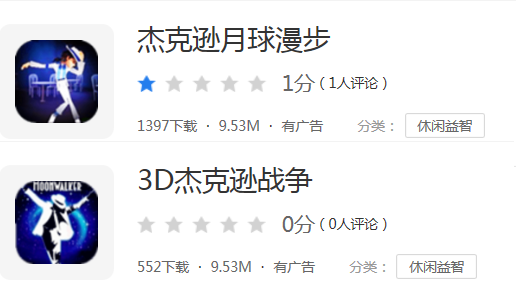 杰克逊月球漫步
1分（1人评论）
1397下载 · 9.53M · 有广告 分类： 休闲益智
MOONWALKER
3D杰克逊战争
0分（0人评论）
552下载 · 9.53M · 有广告 分类： 休闲益智